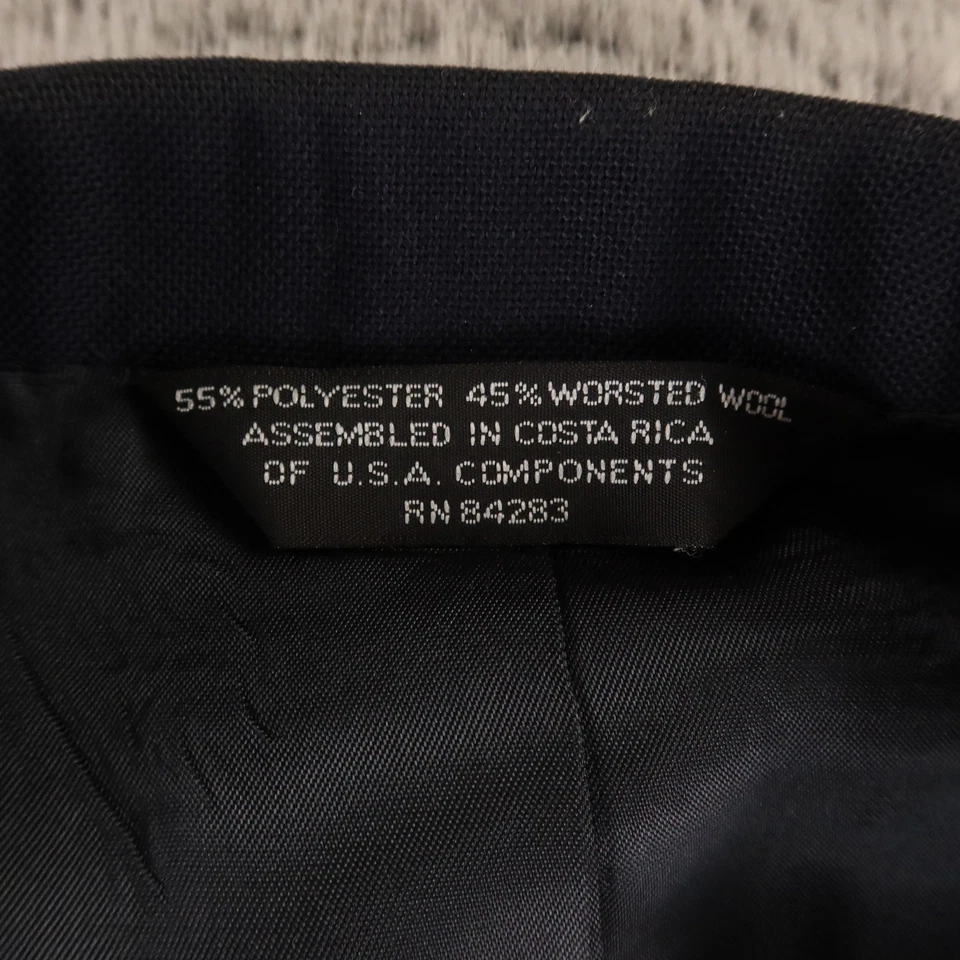 55% POLYESTER 45% WORSTED WOOL
ASSEMBLED IN COSTA RICA
OF U.S.A. COMPONENTS
RN 84283